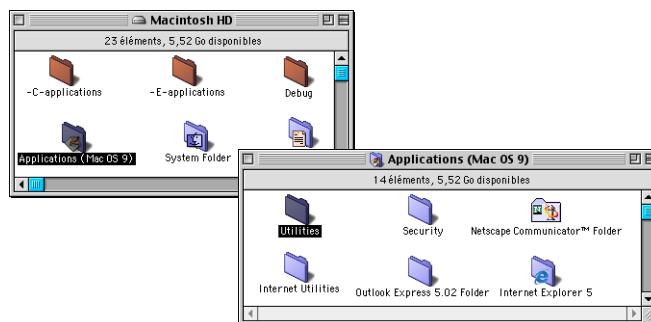 Macintosh HD
23 éléments, 5,52 Go disponibles
-C-applications
-E-applications
Debug
Applications (Mac OS 9)
System Folder
Applications (Mac OS 9)
14 éléments, 5,52 Go disponibles
Utilities
Security
Netscape Communicator™ Folder
Internet Utilities
Outlook Express 5.02 Folder
Internet Explorer 5